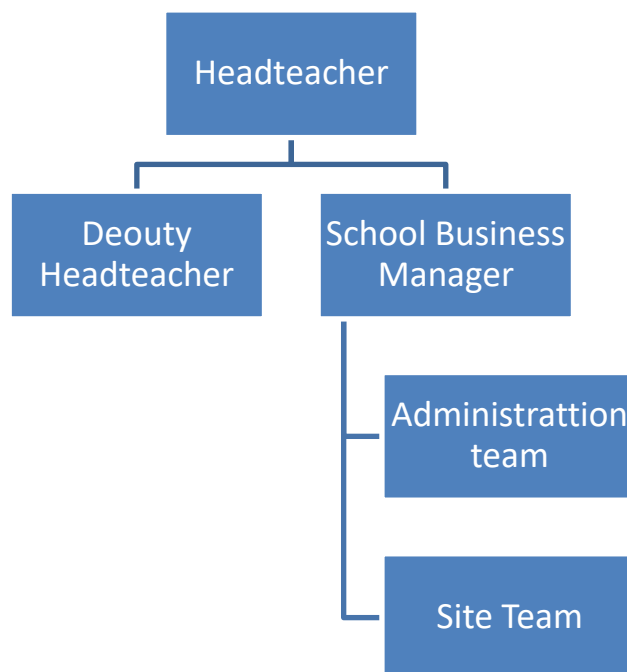 Headteacher
Deouty
Headteacher
School Business
Manager
Administrattion
team
Site Team